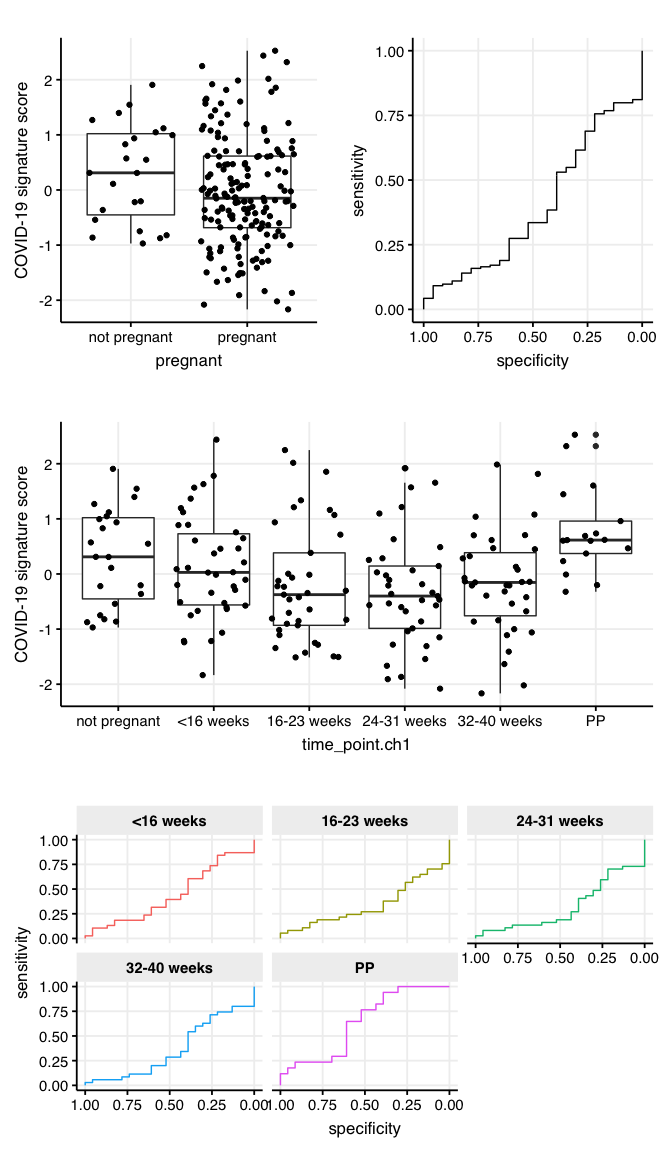 COVID-19 signature score
2
1
0
-1
-2
not pregnant pregnant
pregnant
sensitivity
1.00
0.75
0.50
0.25
0.00
1.00 0.75 0.50 0.25 0.00
specificity
COVID-19 signature score
2
1
0
-1
-2
not pregnant <16 weeks 16-23 weeks 24-31 weeks 32-40 weeks PP
time_point.ch1
sensitivity
<16 weeks 16-23 weeks 24-31 weeks
1.00
0.75
0.50
0.25
0.00
1.00 0.75 0.50 0.25 0.00
32-40 weeks PP
1.00
0.75
0.50
0.25
0.00
1.00 0.75 0.50 0.25 0.00 1.00 0.75 0.50 0.25 0.00
specificity